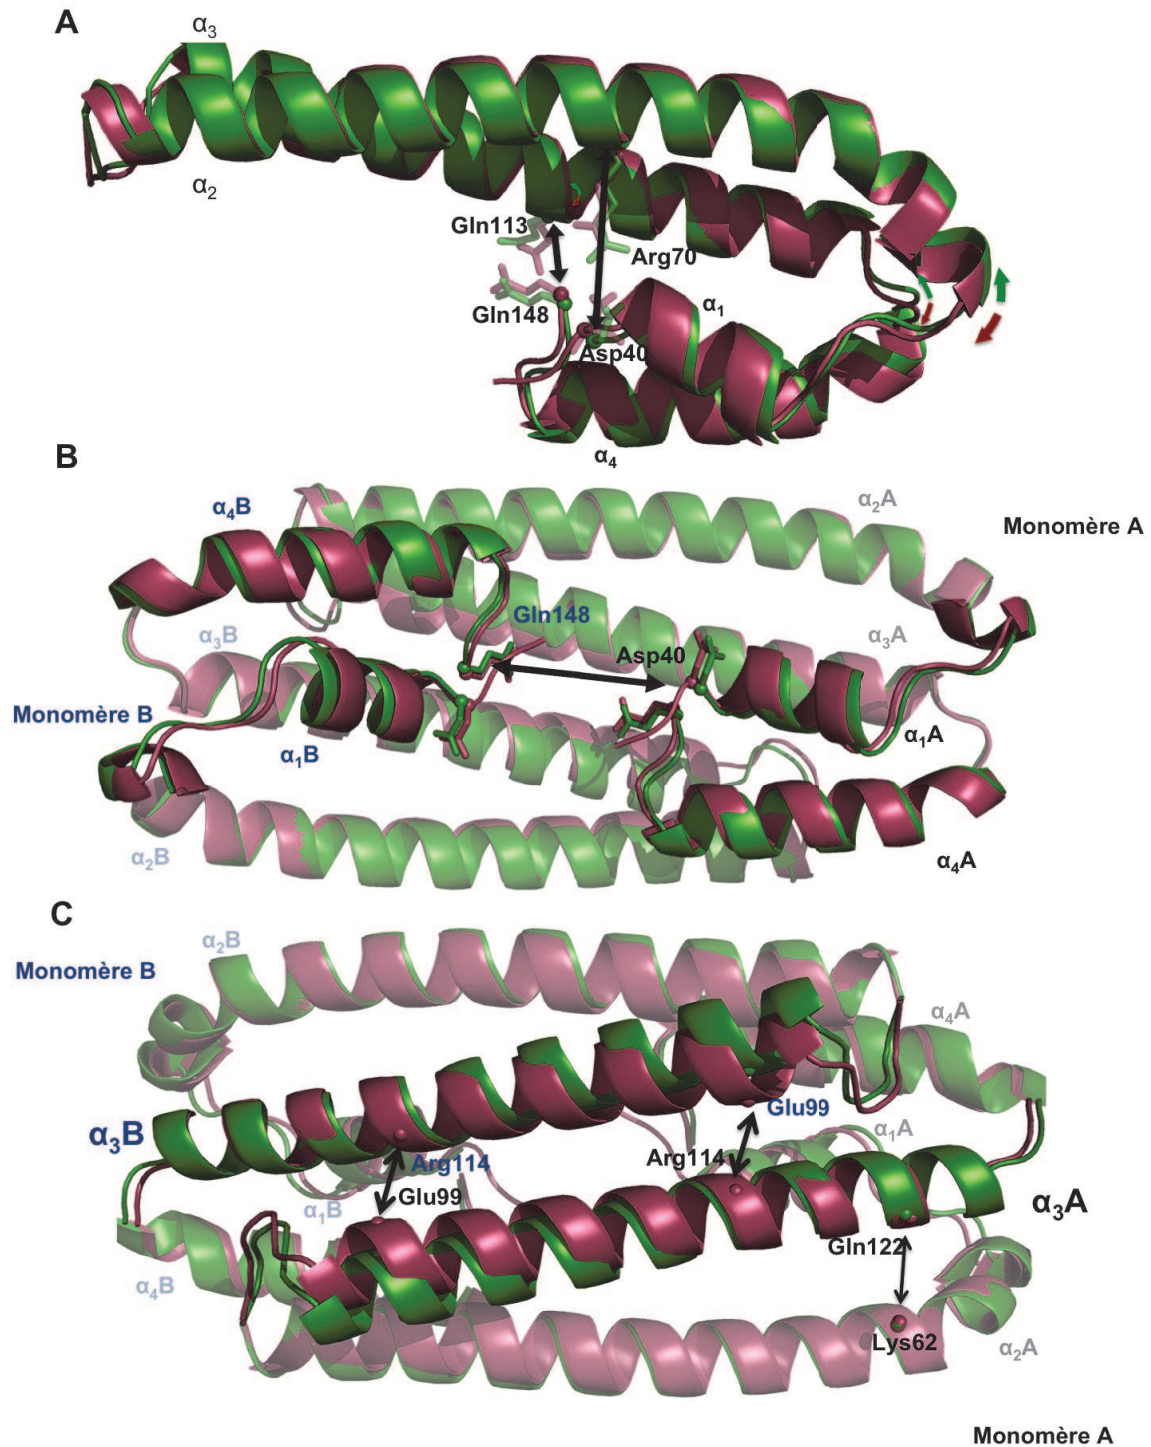 A
α3
α2
Gln113
Arg70
Gln148
α1
Asp40
α4
B
α4B
α2A
Monomère A
Gln148
α3B
Asp40
α3A
Monomère B
α1A
α1B
α2B
α4A
C
α2B
Monomère B
α4A
Glu99
α3B
α1A
Arg114
Arg114
Glu99
α3A
α1B
Gln122
α4B
Lys62
α2A
Monomère A